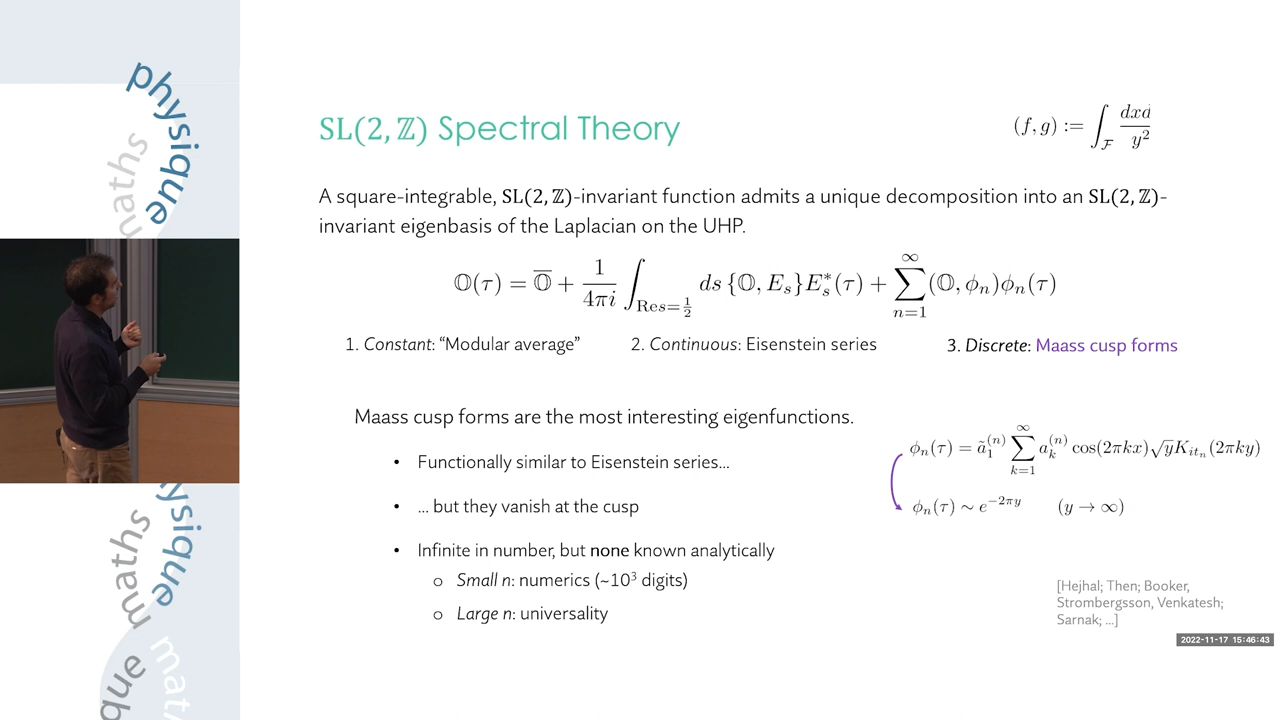 physique
maths
SL(2, ℤ) Spectral Theory
(f, g) := ∫_F dxd / y²
A square-integrable, SL(2, ℤ)-invariant function admits a unique decomposition into an SL(2, ℤ)-
invariant eigenbasis of the Laplacian on the UHP.
𝕆(τ) = 𝕆̅ + 1/4πi ∫_{Re s=1/2} ds {𝕆, E_s}E*_s(τ) + ∑_{n=1}^∞ (𝕆, ϕ_n)ϕ_n(τ)
1. Constant: “Modular average”
2. Continuous: Eisenstein series
3. Discrete: Maass cusp forms
Maass cusp forms are the most interesting eigenfunctions.
• Functionally similar to Eisenstein series…
• … but they vanish at the cusp
• Infinite in number, but none known analytically
o Small n: numerics (~10³ digits)
o Large n: universality
ϕ_n(τ) = ã_1^{(n)} ∑_{k=1}^∞ a_k^{(n)} cos(2πkx)√y K_{it_n}(2πky)
ϕ_n(τ) ∼ e^{−2πy} (y → ∞)
[Hejhal; Then; Booker,
Strombergsson, Venkatesh;
Sarnak; …]
2022-11-17 15:46:43
ysique
maths
que
mat